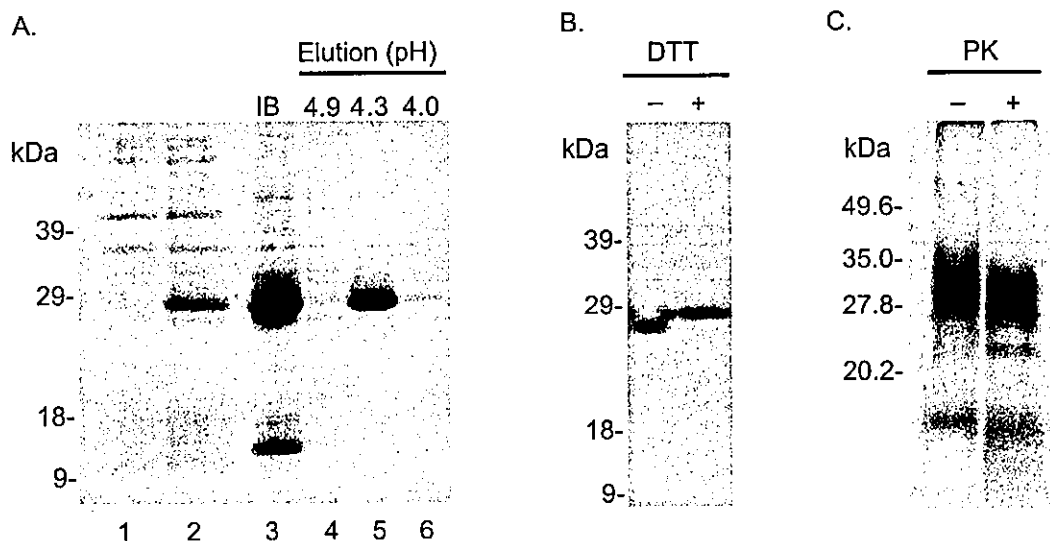 A.
Elution (pH)
IB 4.9 4.3 4.0
kDa
39-
29-
18-
9-
1 2 3 4 5 6
B.
DTT
– +
kDa
39-
29-
18-
9-
C.
PK
– +
kDa
49.6-
35.0-
27.8-
20.2-